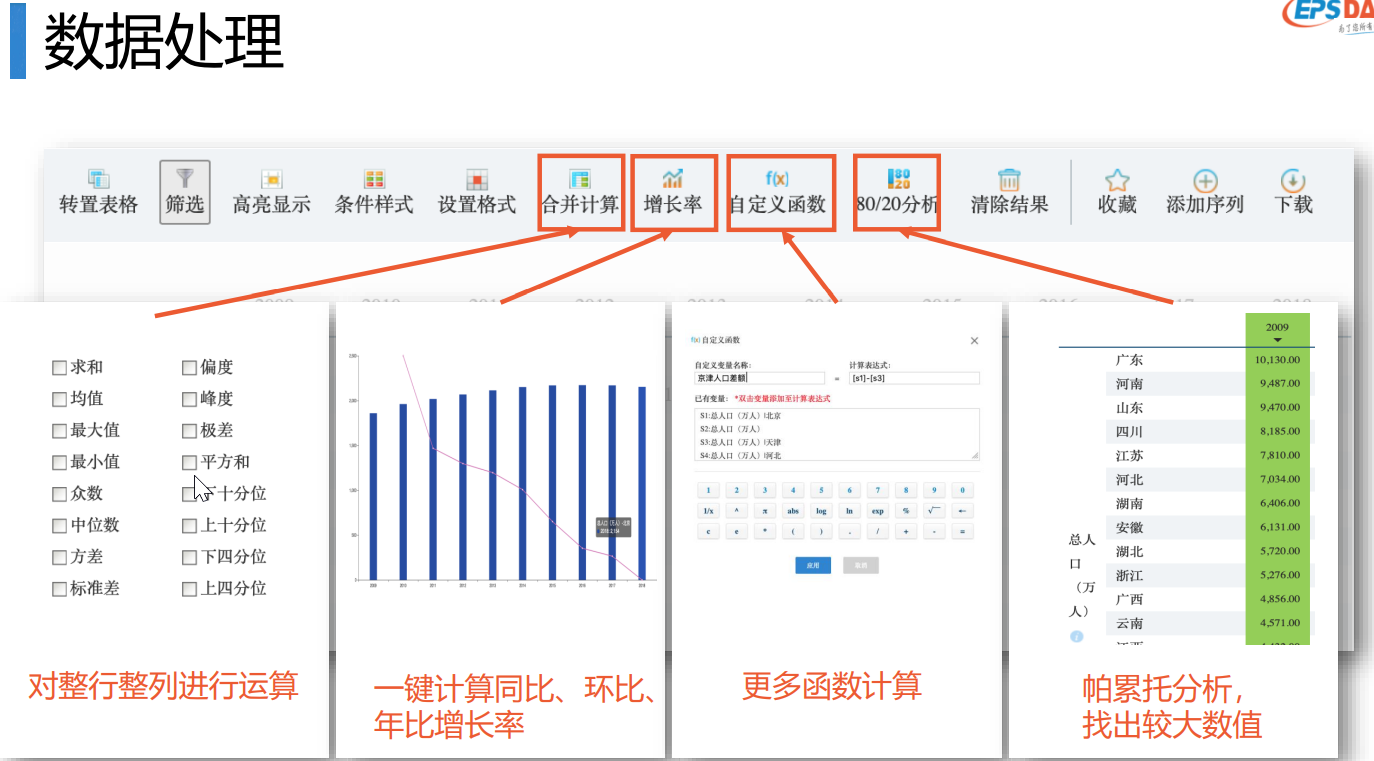 数据处理
EPSDA
转置表格 筛选 高亮显示 条件样式 设置格式 合并计算 增长率 f(x) 自定义函数 80 20 80/20分析 清除结果 收藏 添加序列 下载
求和 偏度
均值 峰度
最大值 极差
最小值 平方和
众数 下十分位
中位数 上十分位
方差 下四分位
标准差 上四分位
对整行整列进行运算
2009 2010 2011 2012 2013 2014 2015 2016 2017 2018
一键计算同比、环比、
年比增长率
f(x) 自定义函数
自定义变量名称： 计算表达式：
京津人口差额 = [s1]-[s3]
已有变量： *双击变量添加至计算表达式
S1:总人口（万人）|北京
S2:总人口（万人）
S3:总人口（万人）|天津
S4:总人口（万人）|河北
1 2 3 4 5 6 7 8 9 0
1/x ^ π abs log ln exp % √ ←
c e * ( ) . / + - =
应用
更多函数计算
2009
广东 10,130.00
河南 9,487.00
山东 9,470.00
四川 8,185.00
江苏 7,810.00
河北 7,034.00
湖南 6,406.00
安徽 6,131.00
湖北 5,720.00
浙江 5,276.00
广西 4,856.00
云南 4,571.00
总人
口
（万
人）
帕累托分析，
找出较大数值